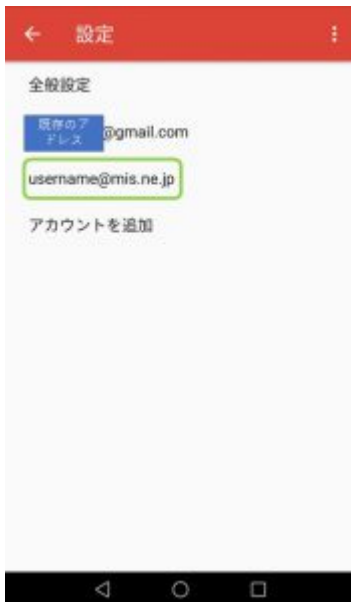 設定
全般設定
既存のア
ドレス
@gmail.com
username@mis.ne.jp
アカウントを追加